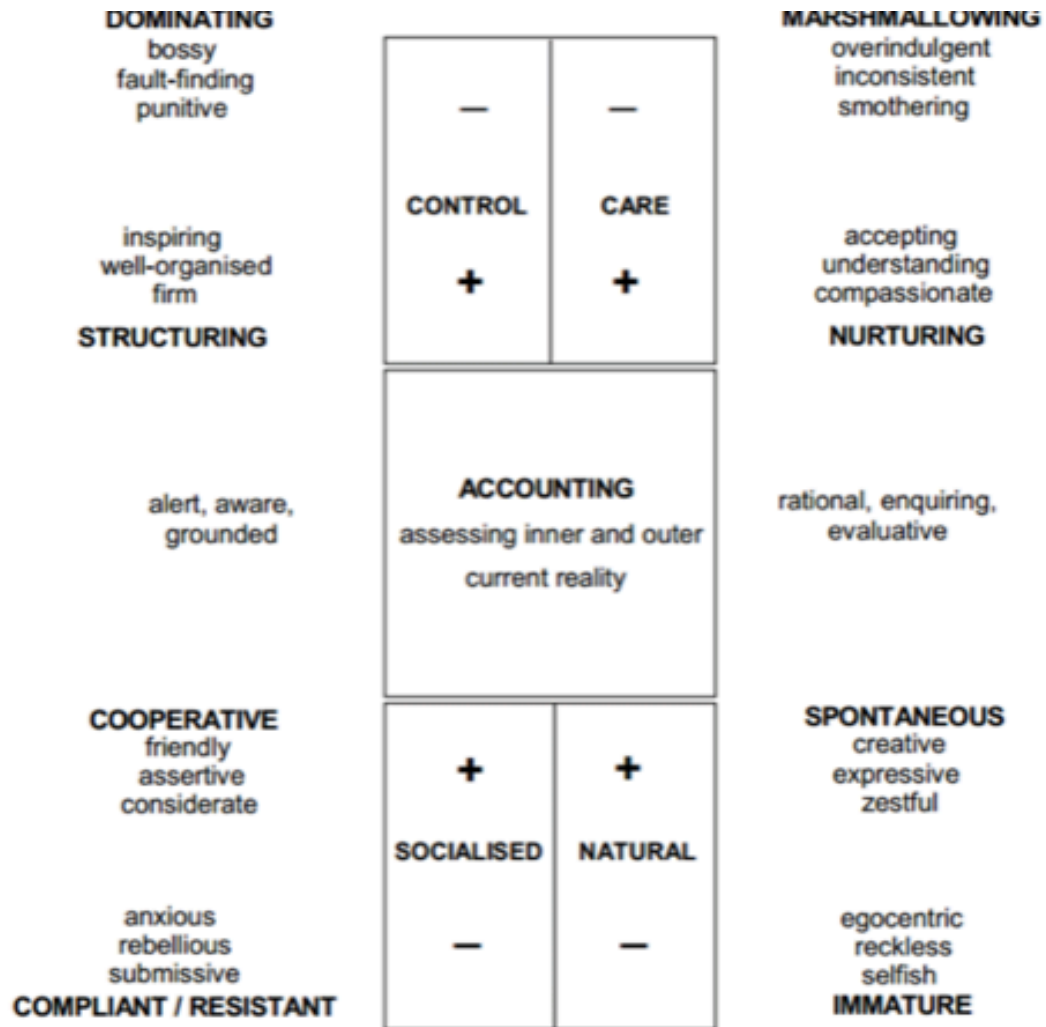 DOMINATING
bossy
fault-finding
punitive
MARSHMALLOWING
overindulgent
inconsistent
smothering
– –
CONTROL CARE
+ +
inspiring
well-organised
firm
STRUCTURING
accepting
understanding
compassionate
NURTURING
alert, aware,
grounded
ACCOUNTING
assessing inner and outer
current reality
rational, enquiring,
evaluative
COOPERATIVE
friendly
assertive
considerate
SPONTANEOUS
creative
expressive
zestful
+ +
SOCIALISED NATURAL
– –
anxious
rebellious
submissive
COMPLIANT / RESISTANT
egocentric
reckless
selfish
IMMATURE